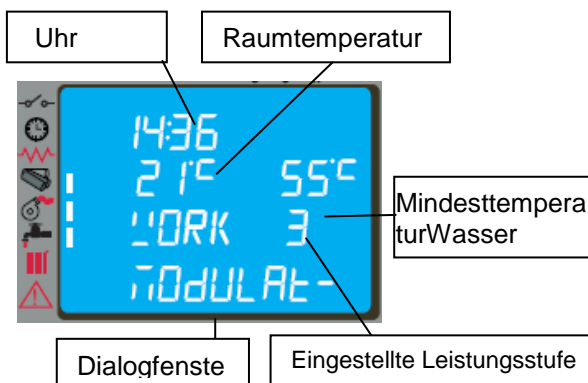 Uhr
Raumtemperatur
14:36
21°C 55°C
WORK 3
MOdULAt-
Mindesttempera
turWasser
Dialogfenste
Eingestellte Leistungsstufe